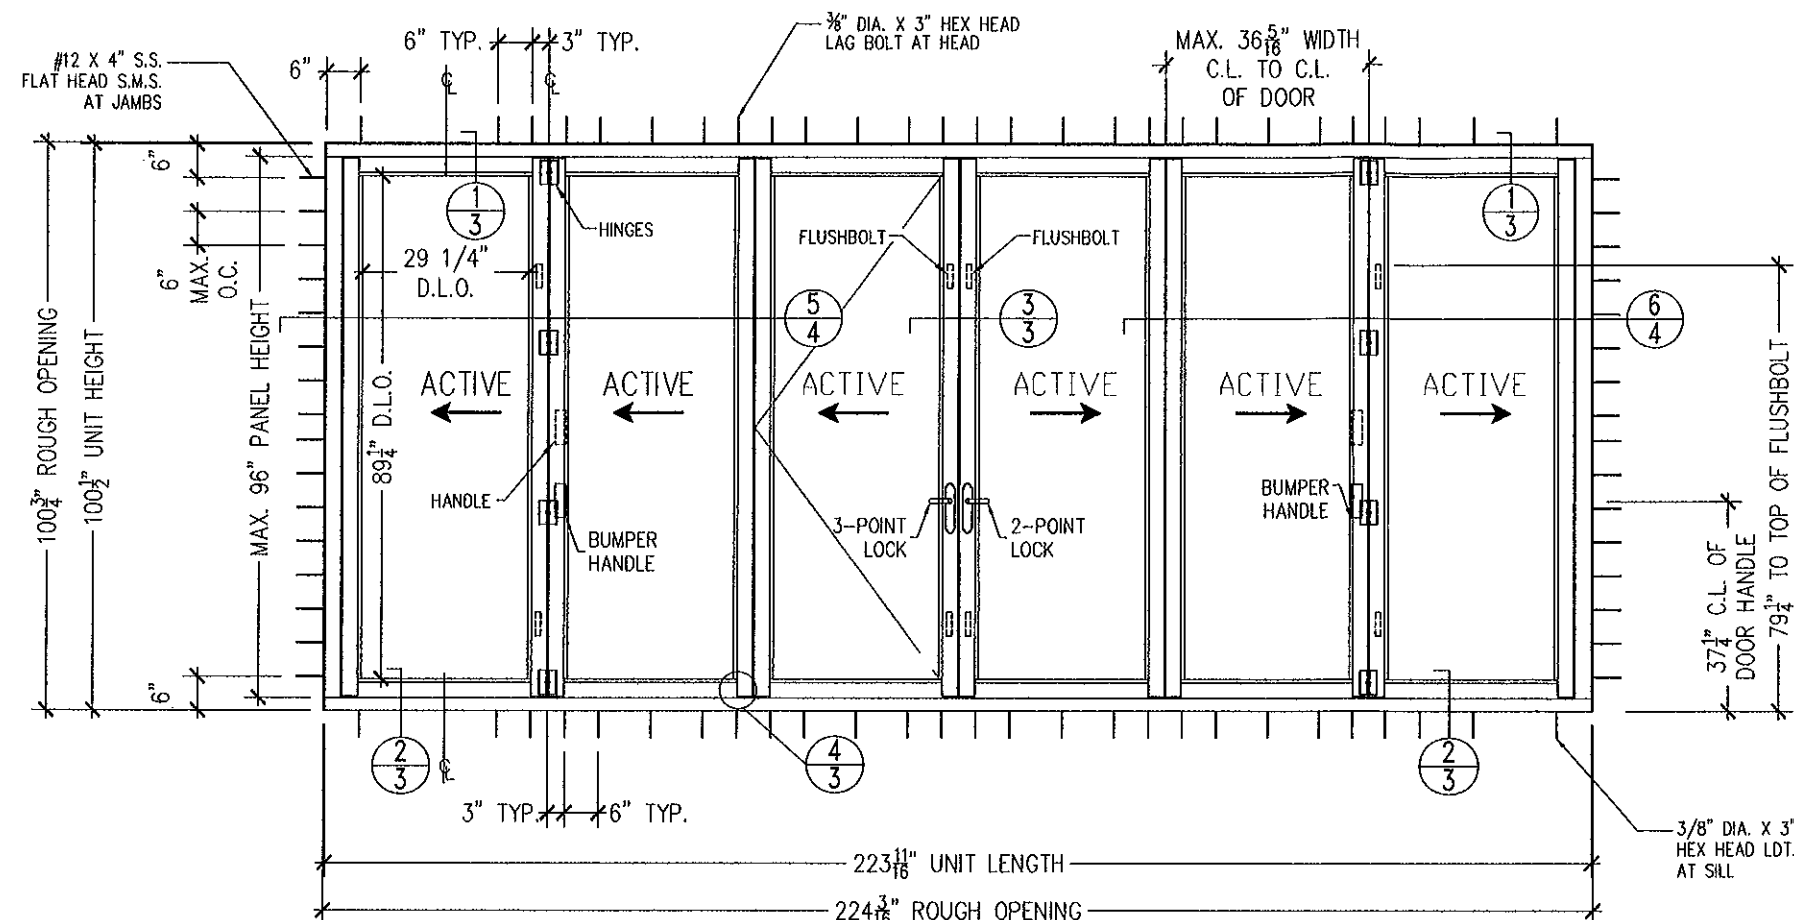 3/8" DIA. X 3" HEX HEAD
LAG BOLT AT HEAD
6" TYP.
3" TYP.
MAX. 36 5/16" WIDTH
C.L. TO C.L.
OF DOOR
#12 X 4" S.S.
FLAT HEAD S.M.S.
AT JAMBS
6"
℄
℄
6"
1
3
1
3
HINGES
FLUSHBOLT
FLUSHBOLT
29 1/4"
D.L.O.
6"
MAX.
O.C.
5
4
3
3
6
4
100 3/4" ROUGH OPENING
100 1/2" UNIT HEIGHT
MAX. 96" PANEL HEIGHT
89 1/4" D.L.O.
ACTIVE
ACTIVE
ACTIVE
ACTIVE
ACTIVE
ACTIVE
HANDLE
BUMPER
HANDLE
3-POINT
LOCK
2-POINT
LOCK
BUMPER
HANDLE
37 1/4" C.L. OF
DOOR HANDLE
79 1/4" TO TOP OF FLUSHBOLT
6"
2
3
℄
4
3
2
3
3" TYP.
6" TYP.
3/8" DIA. X 3"
HEX HEAD LDT.
AT SILL
223 11/16" UNIT LENGTH
224 3/16" ROUGH OPENING